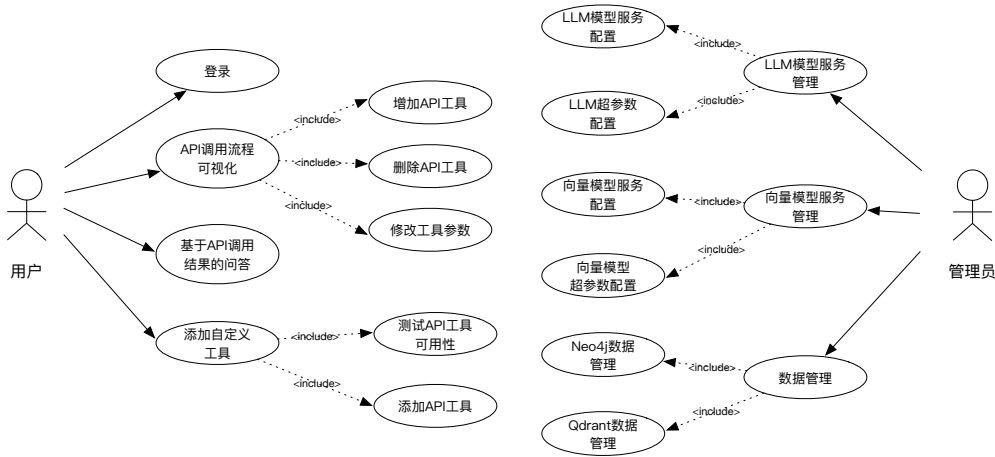 登录
API调用流程
可视化
基于API调用
结果的问答
添加自定义
工具
用户
增加API工具
删除API工具
修改工具参数
测试API工具
可用性
添加API工具
<include>
<include>
<include>
<include>
<include>
LLM模型服务
配置
LLM超参数
配置
向量模型服务
配置
向量模型
超参数配置
Neo4j数据
管理
Qdrant数据
管理
<include>
<include>
<include>
<include>
<include>
<include>
LLM模型服务
管理
向量模型服务
管理
数据管理
管理员